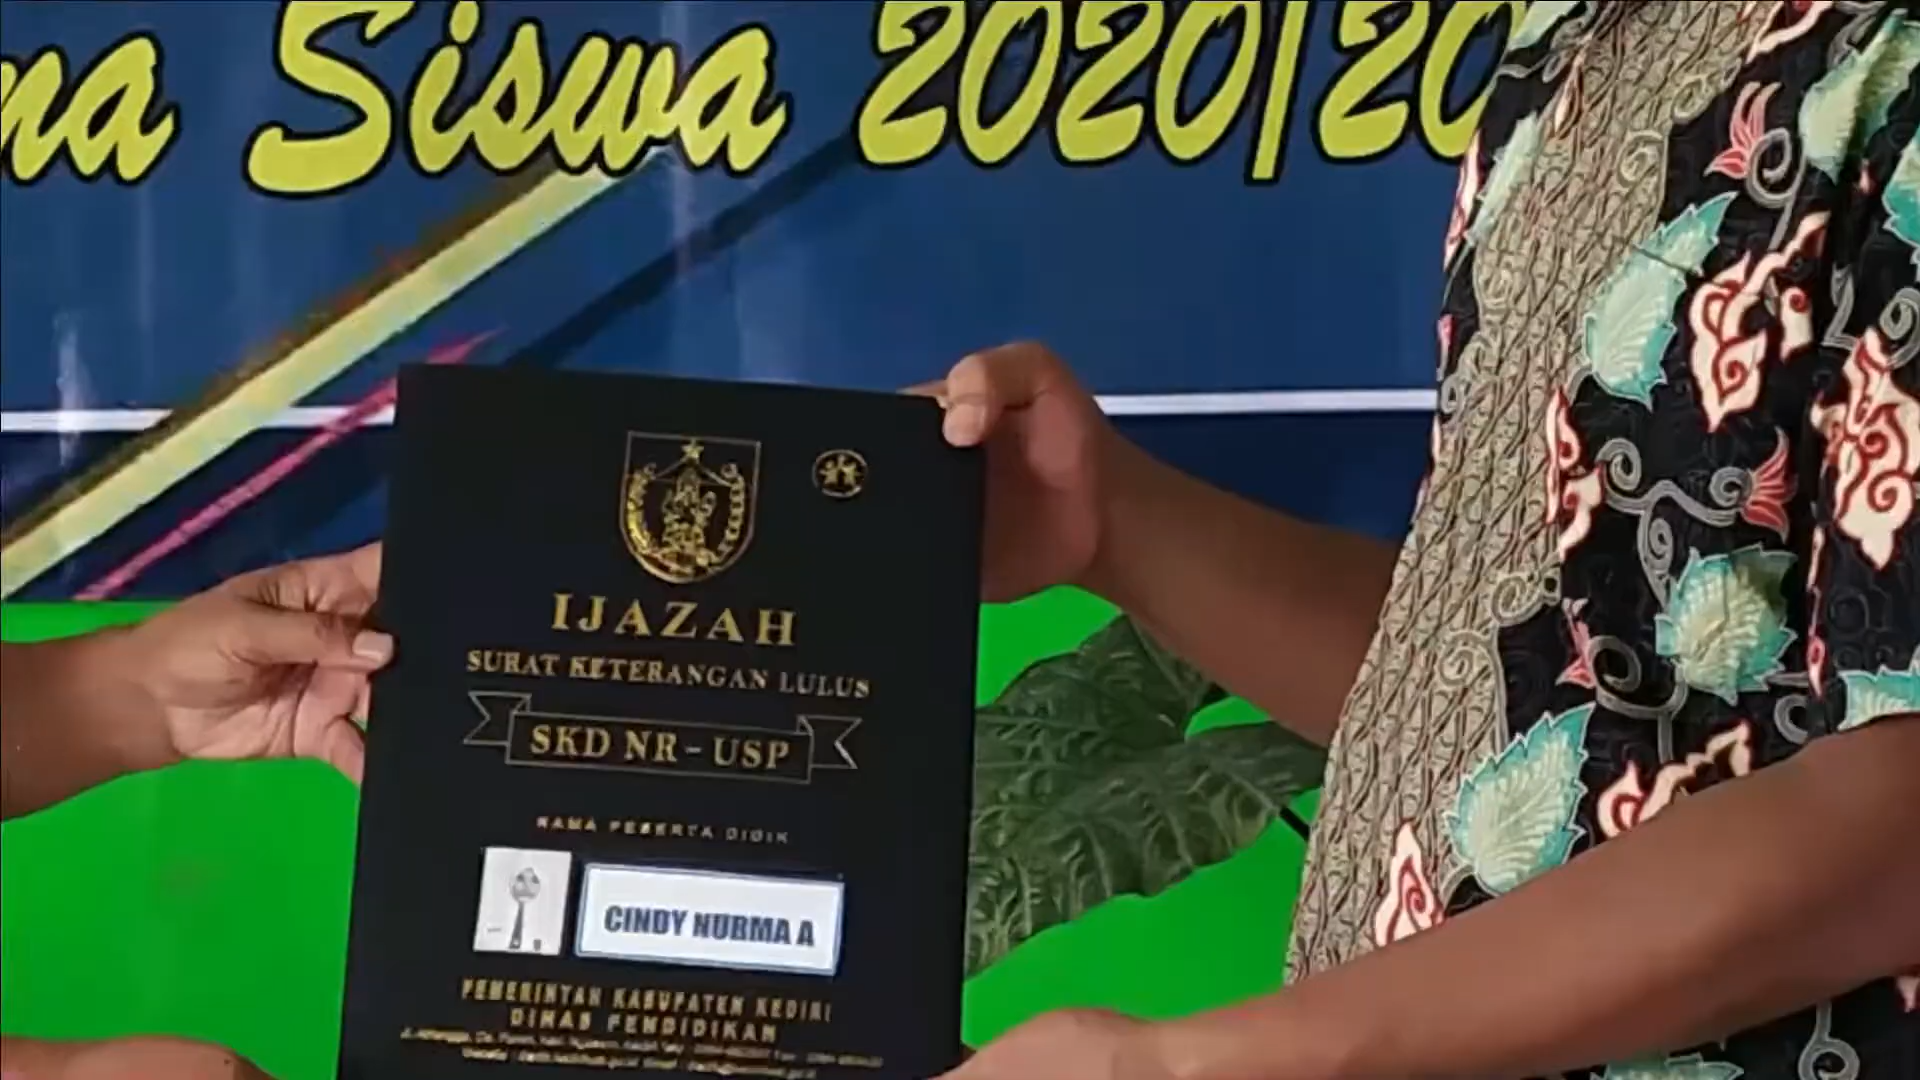 na Siswa 2020/20
IJAZAH
SURAT KETERANGAN LULUS
SKD NR - USP
NAMA PESERTA DIDIK
CINDY NURMA A
PEMERINTAH KABUPATEN KEDIRI
DINAS PENDIDIKAN